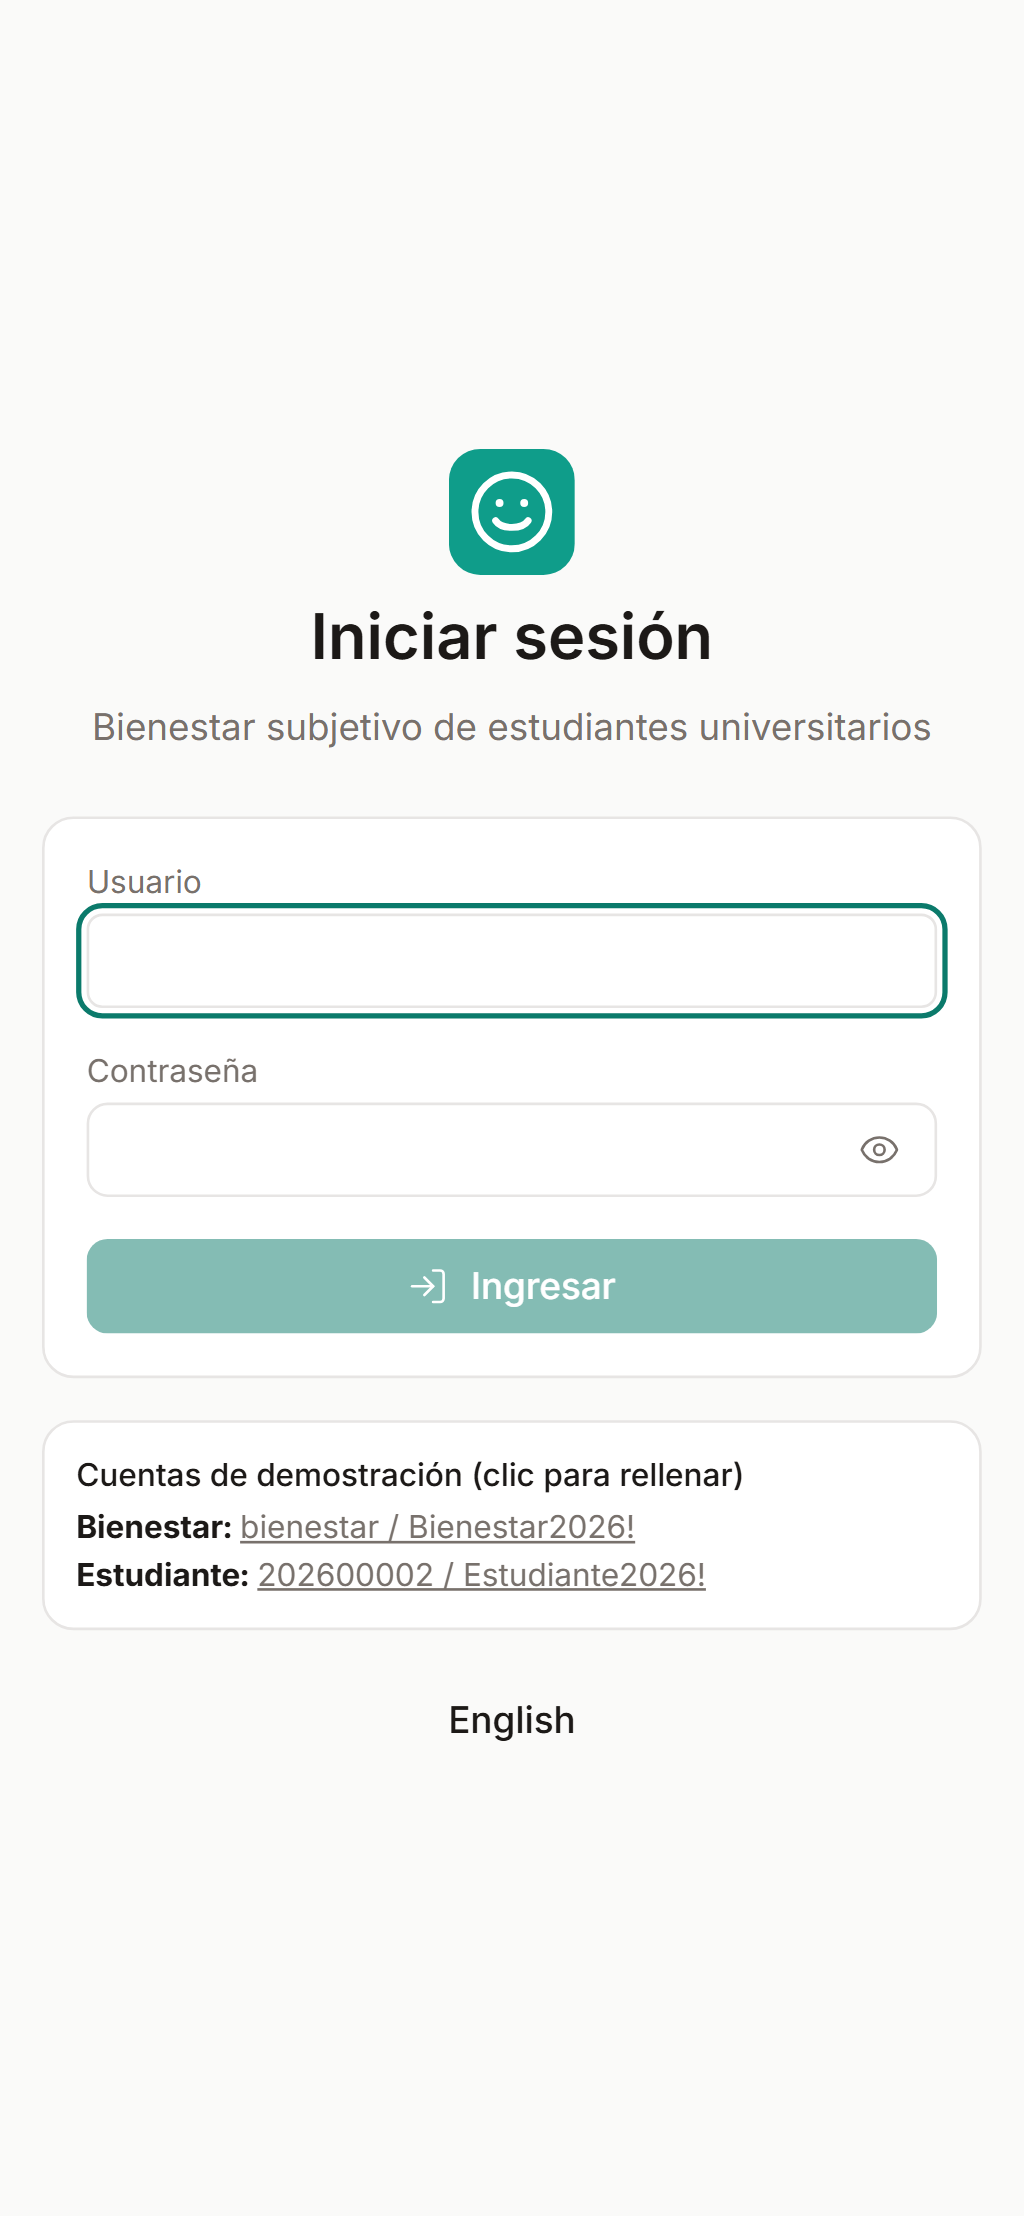 Iniciar sesión
Bienestar subjetivo de estudiantes universitarios
Usuario
Contraseña
Ingresar
Cuentas de demostración (clic para rellenar)
Bienestar: bienestar / Bienestar2026!
Estudiante: 202600002 / Estudiante2026!
English